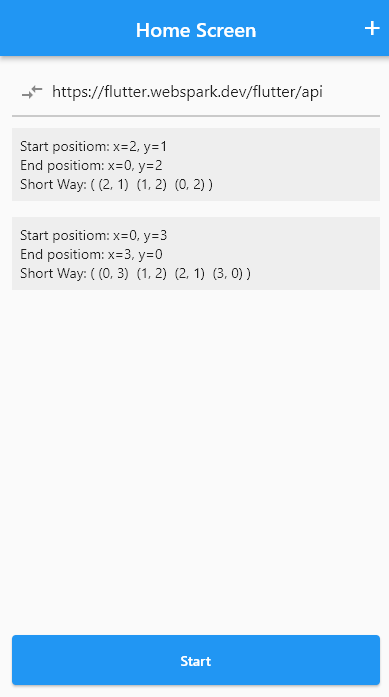 Home Screen +
https://flutter.webspark.dev/flutter/api
Start positiom: x=2, y=1
End positiom: x=0, y=2
Short Way: ( (2, 1)  (1, 2)  (0, 2) )
Start positiom: x=0, y=3
End positiom: x=3, y=0
Short Way: ( (0, 3)  (1, 2)  (2, 1)  (3, 0) )
Start